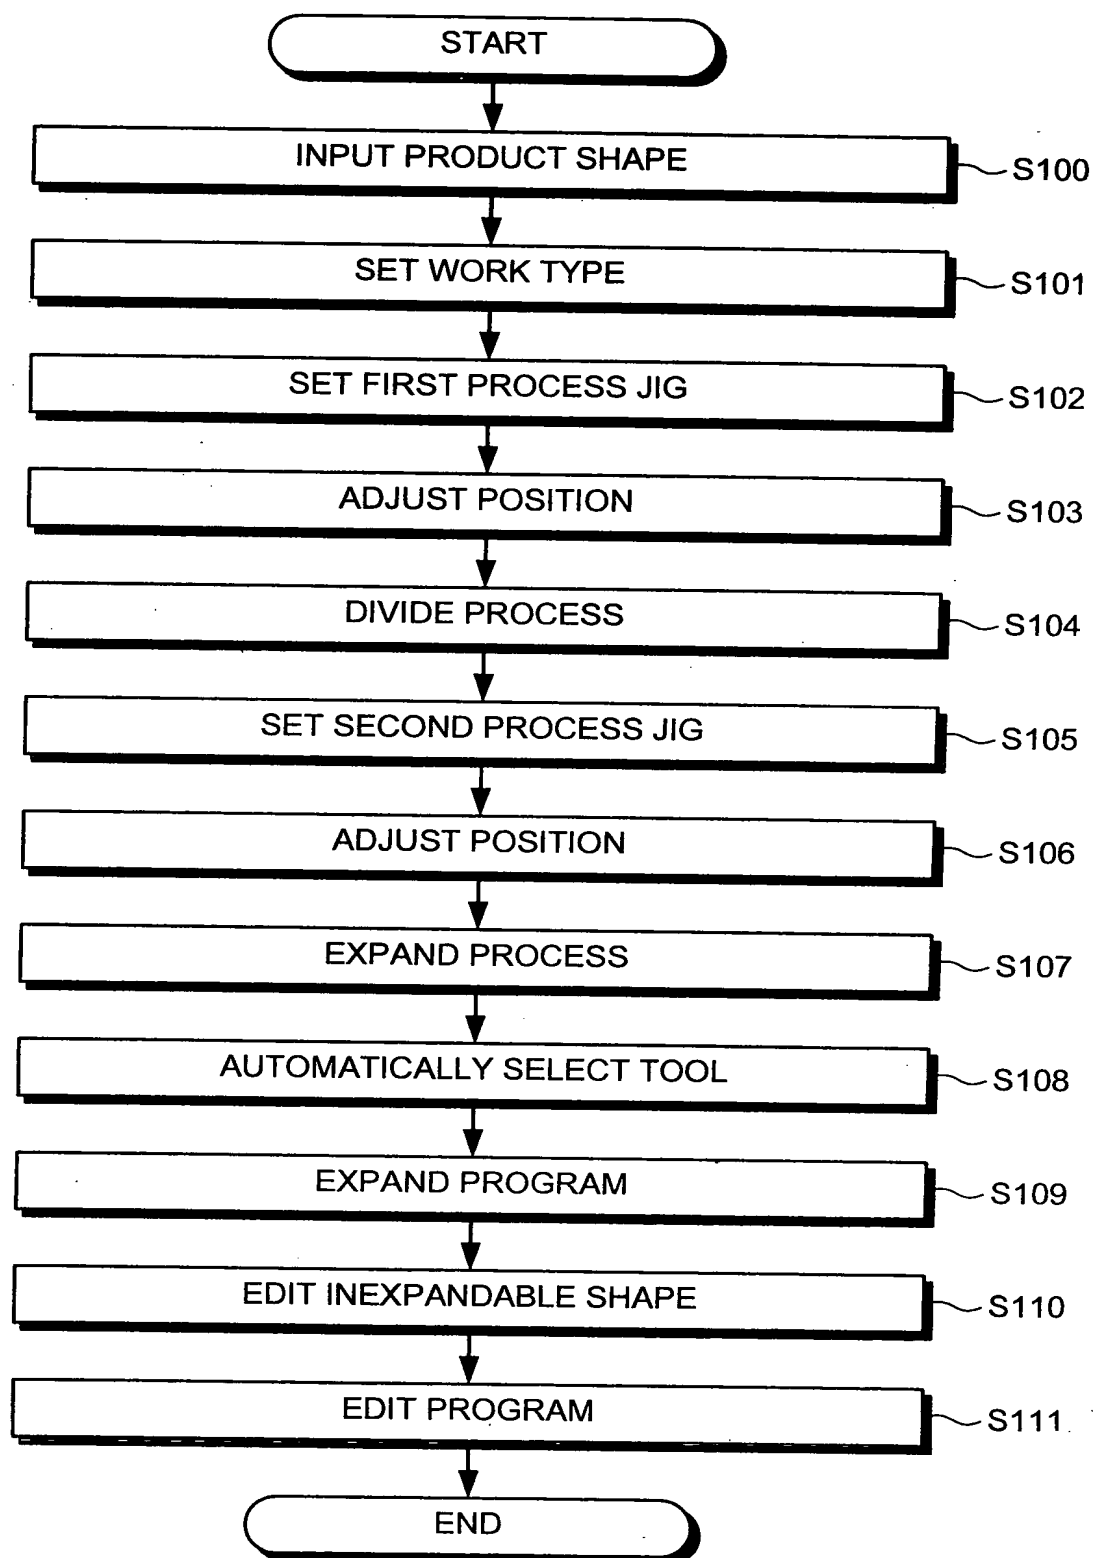 START
INPUT PRODUCT SHAPE
S100
SET WORK TYPE
S101
SET FIRST PROCESS JIG
S102
ADJUST POSITION
S103
DIVIDE PROCESS
S104
SET SECOND PROCESS JIG
S105
ADJUST POSITION
S106
EXPAND PROCESS
S107
AUTOMATICALLY SELECT TOOL
S108
EXPAND PROGRAM
S109
EDIT INEXPANDABLE SHAPE
S110
EDIT PROGRAM
S111
END